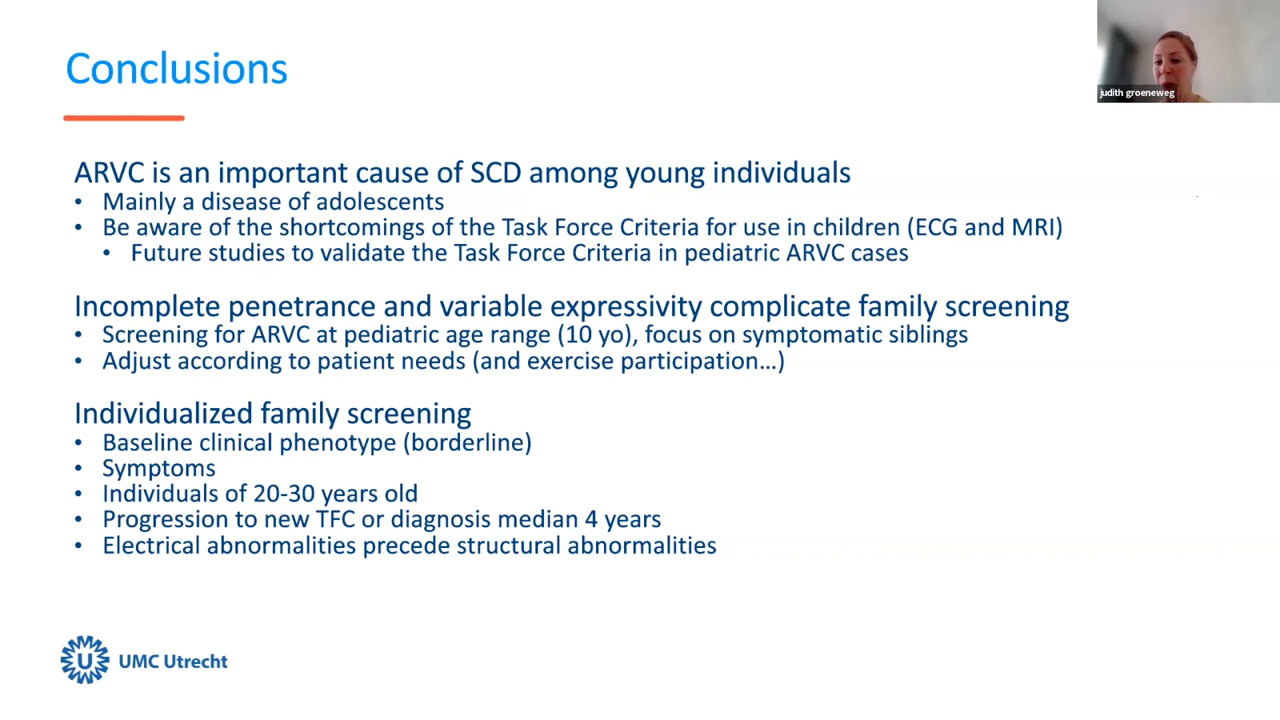 Conclusions
judith groeneweg
ARVC is an important cause of SCD among young individuals
• Mainly a disease of adolescents
• Be aware of the shortcomings of the Task Force Criteria for use in children (ECG and MRI)
• Future studies to validate the Task Force Criteria in pediatric ARVC cases
Incomplete penetrance and variable expressivity complicate family screening
• Screening for ARVC at pediatric age range (10 yo), focus on symptomatic siblings
• Adjust according to patient needs (and exercise participation…)
Individualized family screening
• Baseline clinical phenotype (borderline)
• Symptoms
• Individuals of 20-30 years old
• Progression to new TFC or diagnosis median 4 years
• Electrical abnormalities precede structural abnormalities
U UMC Utrecht